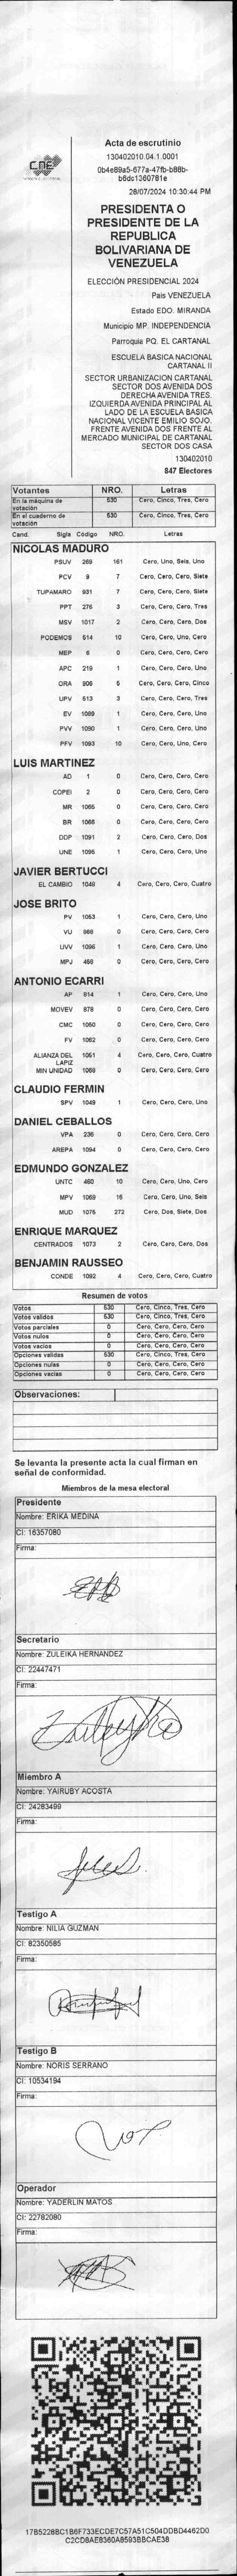 CNE
Acta de escrutinio
130402010.04.1.0001
0b4e89a5-677a-47fb-b88b-
b6dc1360781e
28/07/2024 10:30:44 PM
PRESIDENTA O
PRESIDENTE DE LA
REPUBLICA
BOLIVARIANA DE
VENEZUELA
ELECCIÓN PRESIDENCIAL 2024
Pais VENEZUELA
Estado EDO. MIRANDA
Municipio MP. INDEPENDENCIA
Parroquia PQ. EL CARTANAL
ESCUELA BASICA NACIONAL
CARTANAL II
SECTOR URBANIZACION CARTANAL
SECTOR DOS AVENIDA DOS
DERECHA AVENIDA TRES.
IZQUIERDA AVENIDA PRINCIPAL AL
LADO DE LA ESCUELA BASICA
NACIONAL VICENTE EMILIO SOJO.
FRENTE AVENIDA DOS FRENTE AL
MERCADO MUNICIPAL DE CARTANAL
SECTOR DOS CASA
130402010
847 Electores
Votantes NRO. Letras
En la máquina de votación 530 Cero, Cinco, Tres, Cero
En el cuaderno de votación 530 Cero, Cinco, Tres, Cero
Cand. Sigla Código NRO. Letras
NICOLAS MADURO
PSUV 269 161 Cero, Uno, Seis, Uno
PCV 9 7 Cero, Cero, Cero, Siete
TUPAMARO 931 7 Cero, Cero, Cero, Siete
PPT 276 3 Cero, Cero, Cero, Tres
MSV 1017 2 Cero, Cero, Cero, Dos
PODEMOS 514 10 Cero, Cero, Uno, Cero
MEP 6 0 Cero, Cero, Cero, Cero
APC 219 1 Cero, Cero, Cero, Uno
ORA 906 5 Cero, Cero, Cero, Cinco
UPV 513 3 Cero, Cero, Cero, Tres
EV 1089 1 Cero, Cero, Cero, Uno
PVV 1090 1 Cero, Cero, Cero, Uno
PFV 1093 10 Cero, Cero, Uno, Cero
LUIS MARTINEZ
AD 1 0 Cero, Cero, Cero, Cero
COPEI 2 0 Cero, Cero, Cero, Cero
MR 1065 0 Cero, Cero, Cero, Cero
BR 1066 0 Cero, Cero, Cero, Cero
DDP 1091 2 Cero, Cero, Cero, Dos
UNE 1095 1 Cero, Cero, Cero, Uno
JAVIER BERTUCCI
EL CAMBIO 1046 4 Cero, Cero, Cero, Cuatro
JOSE BRITO
PV 1053 1 Cero, Cero, Cero, Uno
VU 868 0 Cero, Cero, Cero, Cero
UVV 1096 1 Cero, Cero, Cero, Uno
MPJ 458 0 Cero, Cero, Cero, Cero
ANTONIO ECARRI
AP 814 1 Cero, Cero, Cero, Uno
MOVEV 878 0 Cero, Cero, Cero, Cero
CMC 1050 0 Cero, Cero, Cero, Cero
FV 1062 0 Cero, Cero, Cero, Cero
ALIANZA DEL LAPIZ 1061 4 Cero, Cero, Cero, Cuatro
MIN UNIDAD 1068 0 Cero, Cero, Cero, Cero
CLAUDIO FERMIN
SPV 1049 1 Cero, Cero, Cero, Uno
DANIEL CEBALLOS
VPA 236 0 Cero, Cero, Cero, Cero
AREPA 1094 0 Cero, Cero, Cero, Cero
EDMUNDO GONZALEZ
UNTC 460 10 Cero, Cero, Uno, Cero
MPV 1069 16 Cero, Cero, Uno, Seis
MUD 1075 272 Cero, Dos, Siete, Dos
ENRIQUE MARQUEZ
CENTRADOS 1073 2 Cero, Cero, Cero, Dos
BENJAMIN RAUSSEO
CONDE 1092 4 Cero, Cero, Cero, Cuatro
Resumen de votos
Votos 530 Cero, Cinco, Tres, Cero
Votos validos 530 Cero, Cinco, Tres, Cero
Votos parciales 0 Cero, Cero, Cero, Cero
Votos nulos 0 Cero, Cero, Cero, Cero
Votos vacios 0 Cero, Cero, Cero, Cero
Opciones validas 530 Cero, Cinco, Tres, Cero
Opciones nulas 0 Cero, Cero, Cero, Cero
Opciones vacias 0 Cero, Cero, Cero, Cero
Observaciones:
Se levanta la presente acta la cual firman en
señal de conformidad.
Miembros de la mesa electoral
Presidente
Nombre: ERIKA MEDINA
CI: 16357080
Firma:
Secretario
Nombre: ZULEIKA HERNANDEZ
CI: 22447471
Firma:
Miembro A
Nombre: YAIRUBY ACOSTA
CI: 24283499
Firma:
Testigo A
Nombre: NILIA GUZMAN
CI: 82350585
Firma:
Testigo B
Nombre: NORIS SERRANO
CI: 10534194
Firma:
Operador
Nombre: YADERLIN MATOS
CI: 22782080
Firma:
17B5228BC1B6F733ECDE7C57A51C504DDBD4462D0
C2CD8AE8360A8593BBCAE38